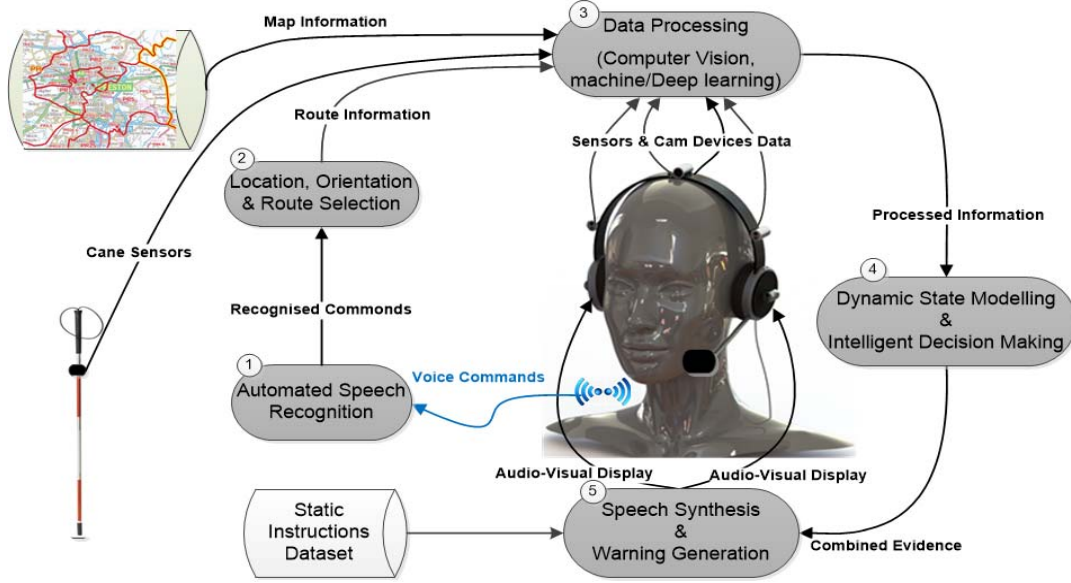 Map Information
3
Data Processing
(Computer Vision,
machine/Deep learning)
Route Information
Sensors & Cam Devices Data
2
Location, Orientation
& Route Selection
Cane Sensors
Processed Information
4
Dynamic State Modelling
&
Intelligent Decision Making
Recognised Commonds
1
Automated Speech
Recognition
Voice Commands
Audio-Visual Display
Audio-Visual Display
5
Speech Synthesis
&
Warning Generation
Static
Instructions
Dataset
Combined Evidence